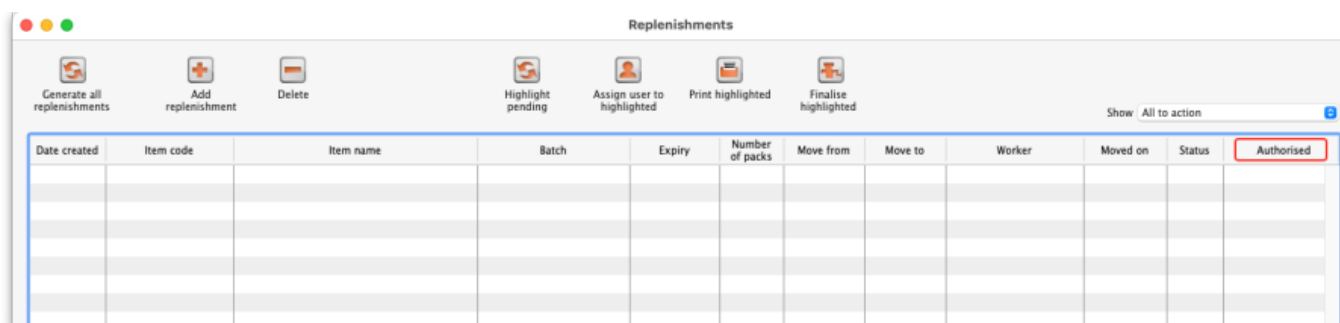 Replenishments
Generate all
replenishments
Add
replenishment
Delete
Highlight
pending
Assign user to
highlighted
Print highlighted
Finalise
highlighted
Show All to action
Date created Item code Item name Batch Expiry Number
of packs Move from Move to Worker Moved on Status Authorised